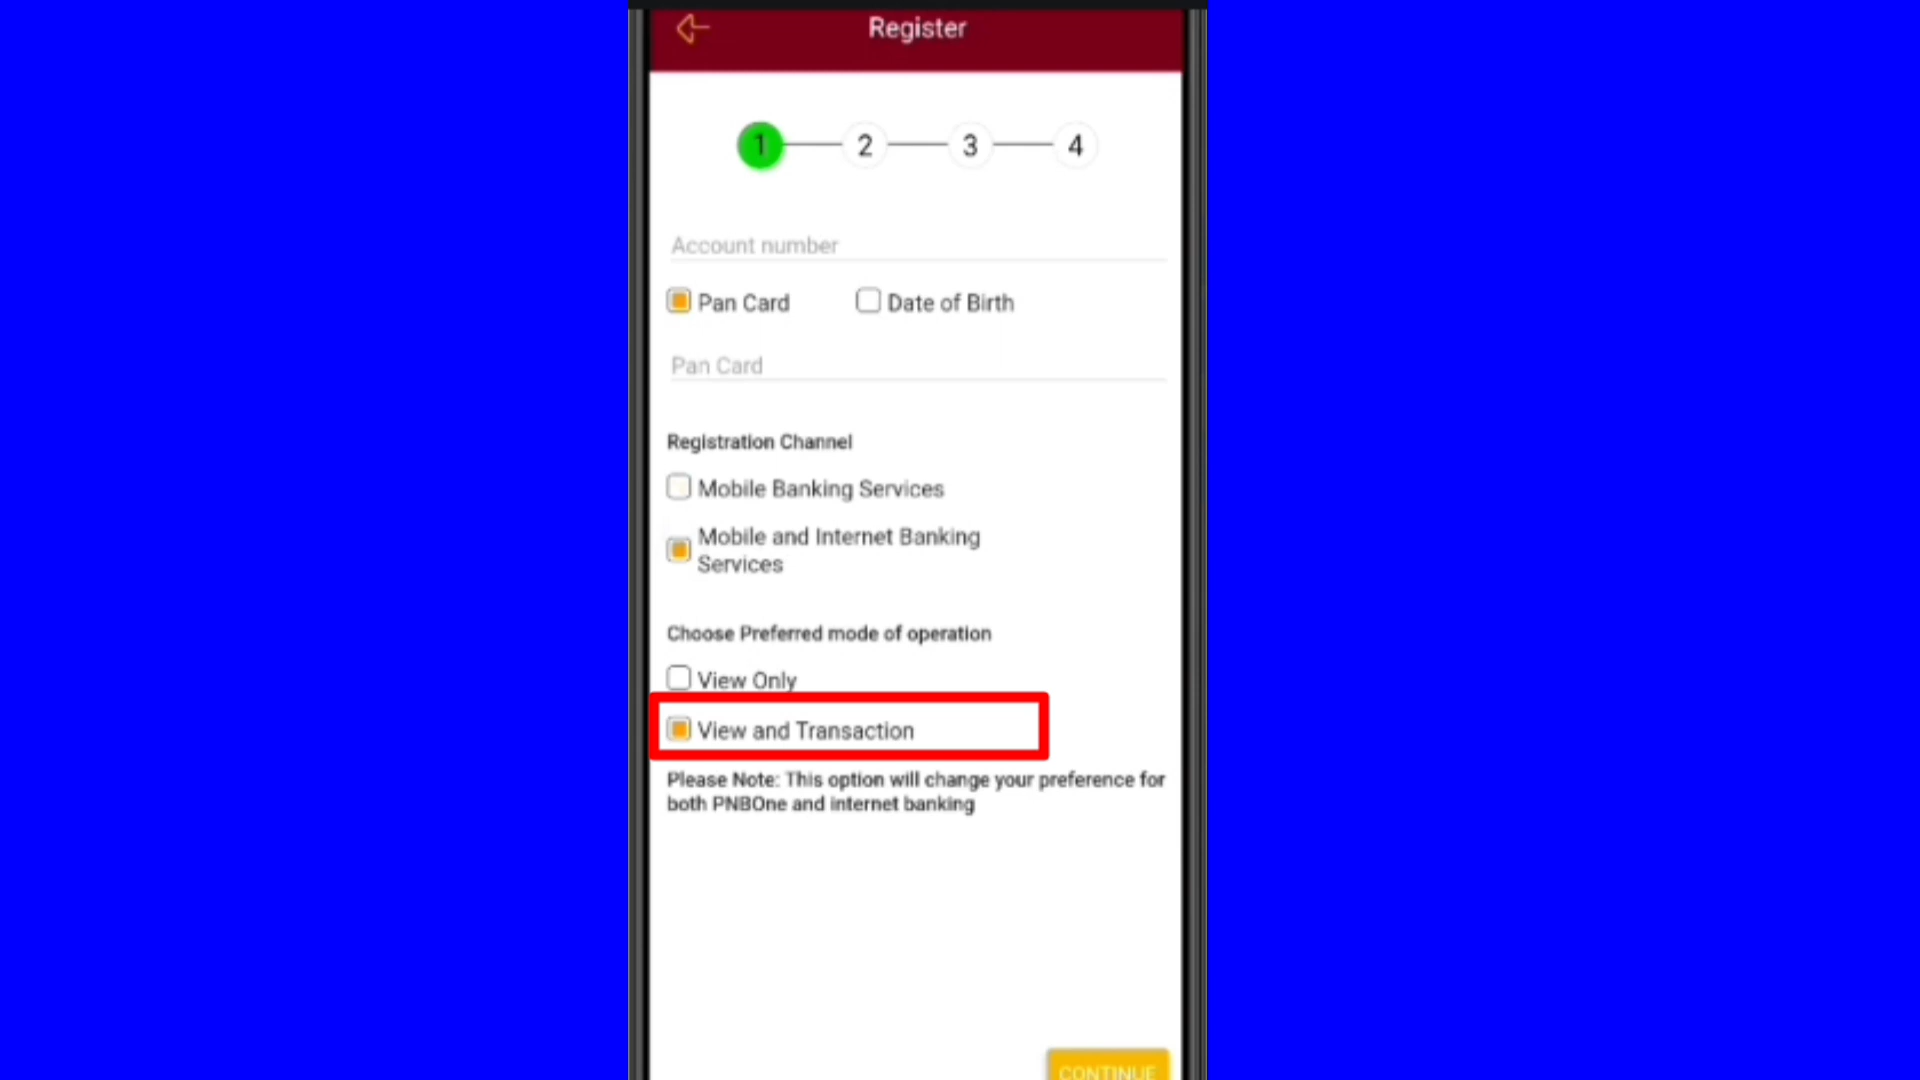 Register
1 2 3 4
Account number
Pan Card Date of Birth
Pan Card
Registration Channel
Mobile Banking Services
Mobile and Internet Banking
Services
Choose Preferred mode of operation
View Only
View and Transaction
Please Note: This option will change your preference for
both PNBOne and internet banking
CONTINUE